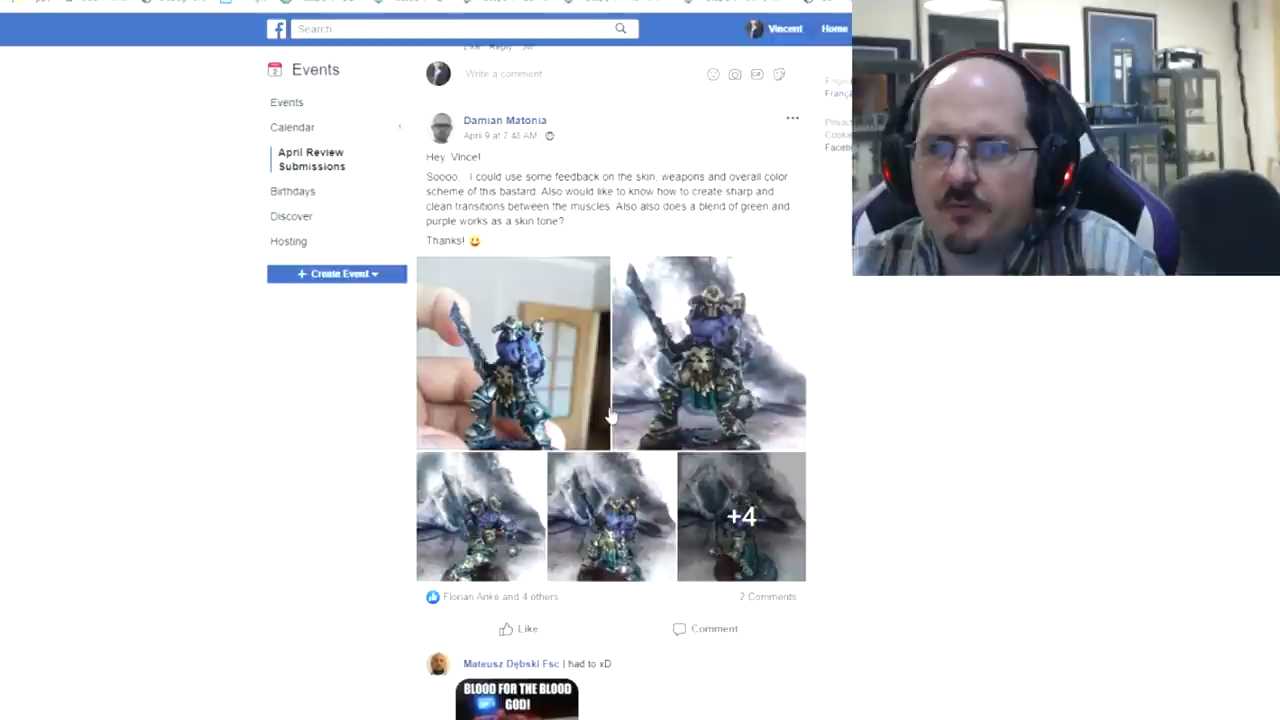 Search
Vincent
Home
Events
Write a comment
Events
Calendar
1
April Review
Submissions
Birthdays
Discover
Hosting
+ Create Event
Damian Matonia
April 9 at 7:48 AM
Hey, Vince!
Soooo.. I could use some feedback on the skin, weapons and overall color
scheme of this bastard. Also would like to know how to create sharp and
clean transitions between the muscles. Also also does a blend of green and
purple works as a skin tone?
Thanks!
+4
Florian Anke and 4 others
2 Comments
Like
Comment
Mateusz Dębski Fsc I had to xD
BLOOD FOR THE BLOOD
GOD!